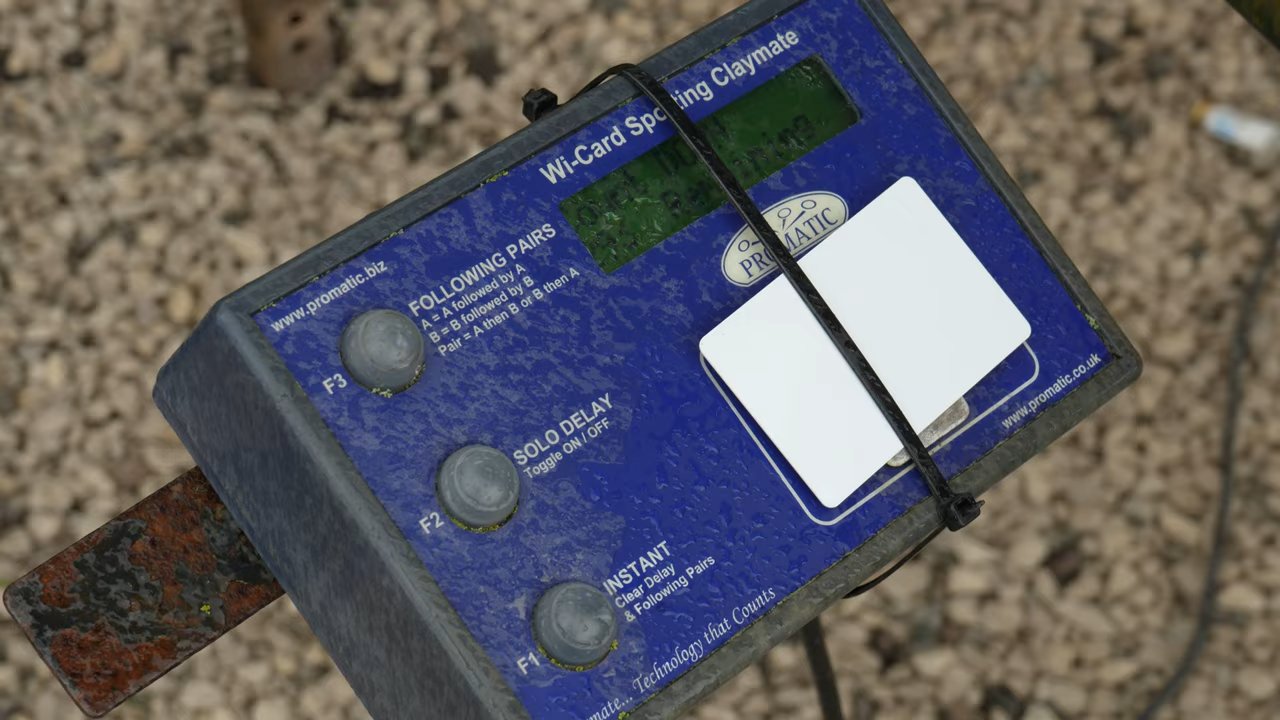 Wi-Card Sporting Claymate
PROMATIC
www.promatic.biz
FOLLOWING PAIRS
A = A followed by A
B = B followed by B
Pair = A then B or B then A
F3
SOLO DELAY
Toggle ON / OFF
F2
INSTANT
Clear Delay
& Following Pairs
F1
www.promatic.co.uk
Technology that Counts